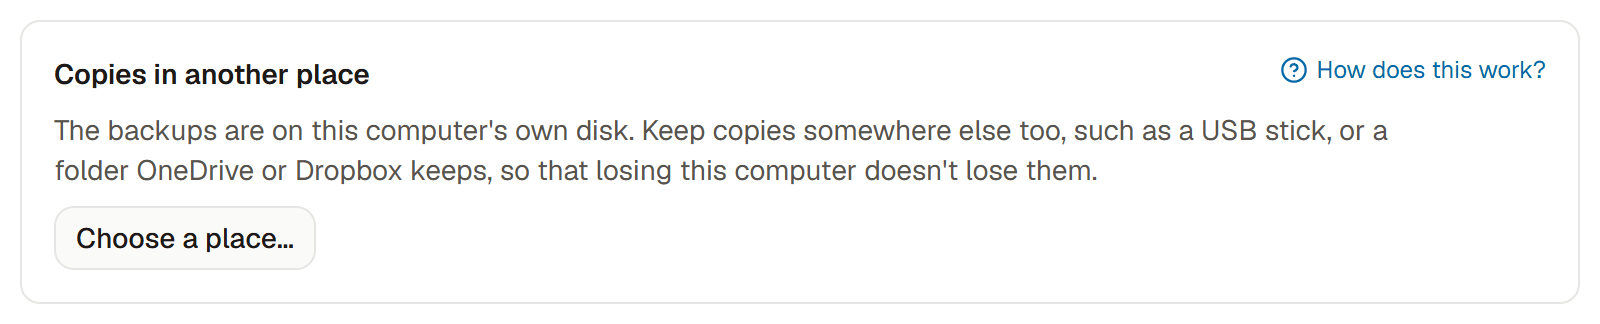 Copies in another place
How does this work?
The backups are on this computer's own disk. Keep copies somewhere else too, such as a USB stick, or a
folder OneDrive or Dropbox keeps, so that losing this computer doesn't lose them.
Choose a place...